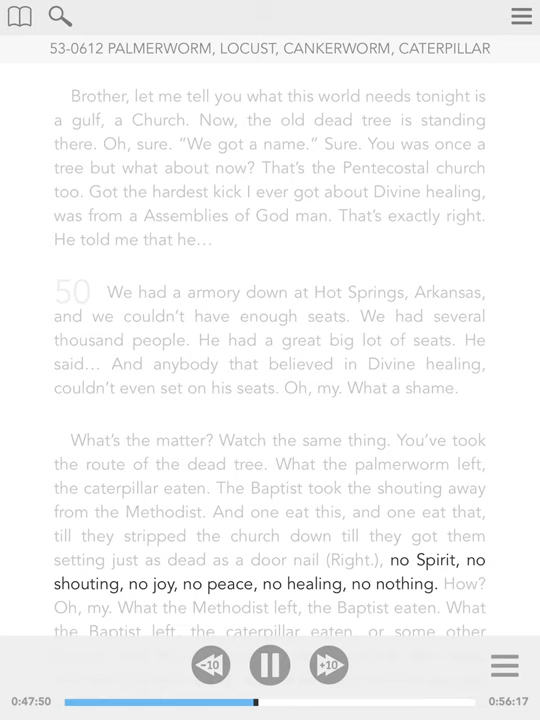 53-0612 PALMERWORM, LOCUST, CANKERWORM, CATERPILLAR
Brother, let me tell you what this world needs tonight is
a gulf, a Church. Now, the old dead tree is standing
there. Oh, sure. “We got a name.” Sure. You was once a
tree but what about now? That’s the Pentecostal church
too. Got the hardest kick I ever got about Divine healing,
was from a Assemblies of God man. That’s exactly right.
He told me that he…
50 We had a armory down at Hot Springs, Arkansas,
and we couldn’t have enough seats. We had several
thousand people. He had a great big lot of seats. He
said… And anybody that believed in Divine healing,
couldn’t even set on his seats. Oh, my. What a shame.
What’s the matter? Watch the same thing. You’ve took
the route of the dead tree. What the palmerworm left,
the caterpillar eaten. The Baptist took the shouting away
from the Methodist. And one eat this, and one eat that,
till they stripped the church down till they got them
setting just as dead as a door nail (Right.), no Spirit, no
shouting, no joy, no peace, no healing, no nothing. How?
Oh, my. What the Methodist left, the Baptist eaten. What
the Baptist left, the caterpillar eaten, or some other
-10 +10
0:47:50 0:56:17